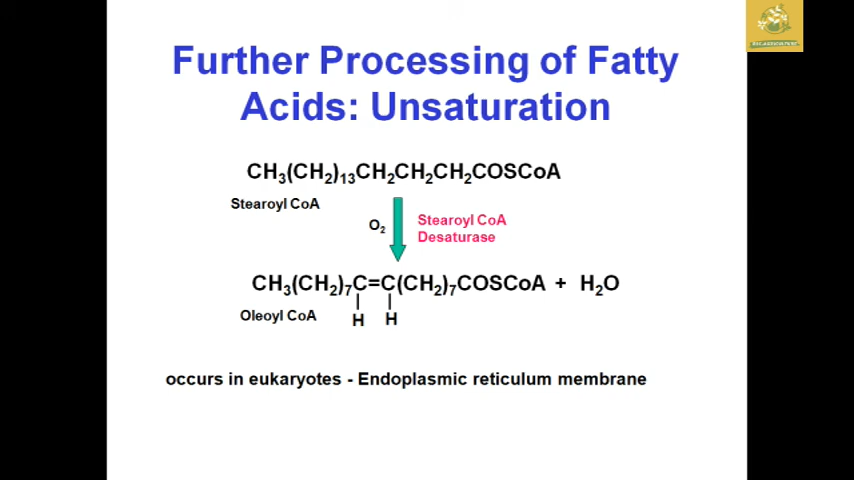 Further Processing of Fatty
Acids: Unsaturation
CH₃(CH₂)₁₃CH₂CH₂CH₂COSCoA
Stearoyl CoA
O₂
Stearoyl CoA
Desaturase
CH₃(CH₂)₇C=C(CH₂)₇COSCoA + H₂O
Oleoyl CoA
H H
occurs in eukaryotes - Endoplasmic reticulum membrane